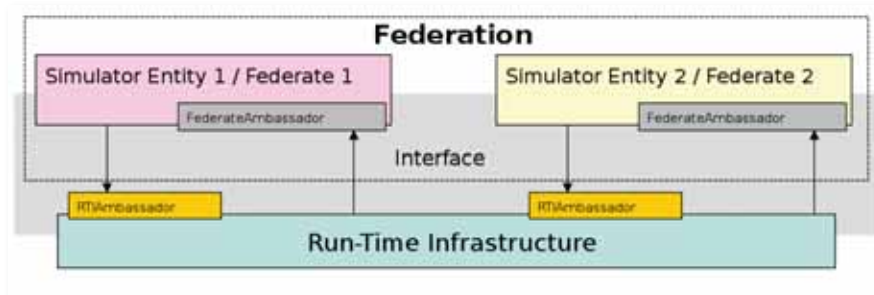 Federation
Simulator Entity 1 / Federate 1
Simulator Entity 2 / Federate 2
FederateAmbassador
FederateAmbassador
Interface
RTIAmbassador
RTIAmbassador
Run-Time Infrastructure